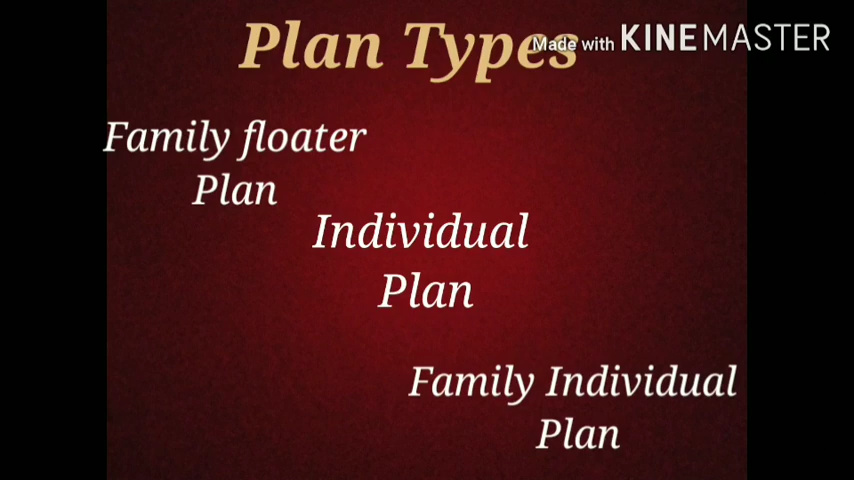 Plan Types
Made with KINEMASTER
Family floater
Plan
Individual
Plan
Family Individual
Plan